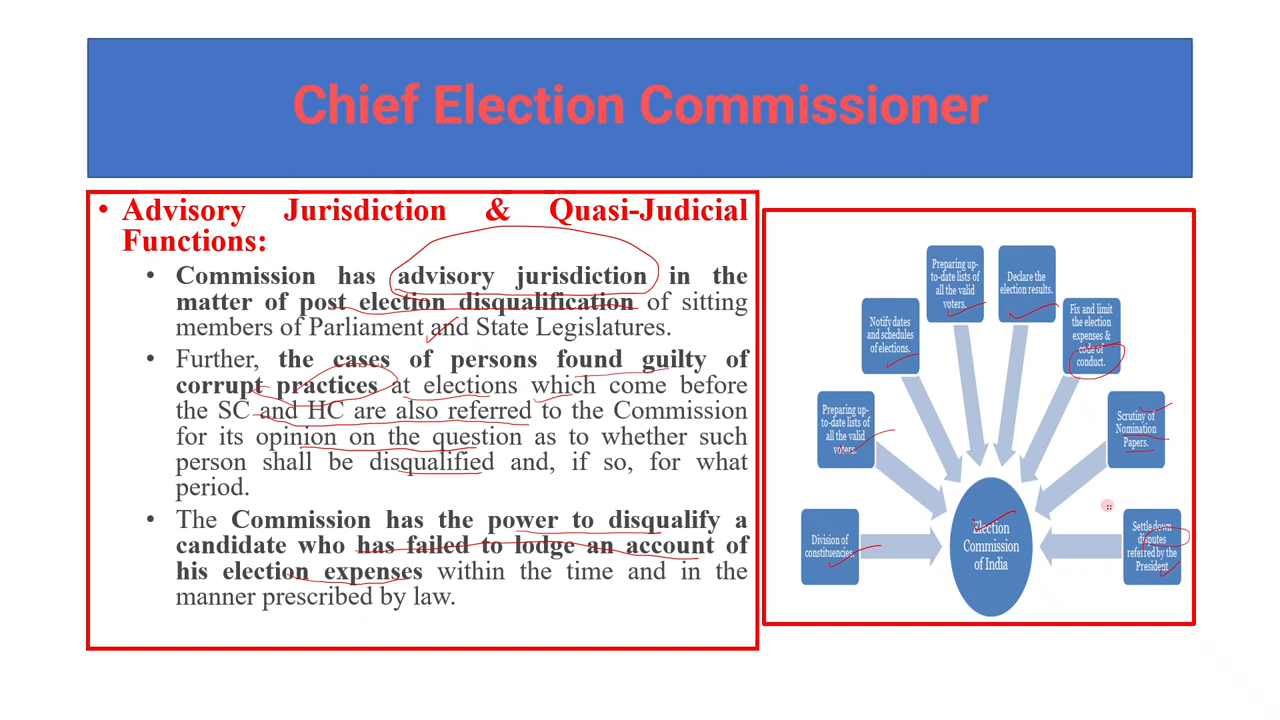 Chief Election Commissioner
• Advisory Jurisdiction & Quasi-Judicial
Functions:
• Commission has advisory jurisdiction in the
matter of post election disqualification of sitting
members of Parliament and State Legislatures.
• Further, the cases of persons found guilty of
corrupt practices at elections which come before
the SC and HC are also referred to the Commission
for its opinion on the question as to whether such
person shall be disqualified and, if so, for what
period.
• The Commission has the power to disqualify a
candidate who has failed to lodge an account of
his election expenses within the time and in the
manner prescribed by law.
Division of
constituencies.
Preparing up-
to-date lists of
all the valid
voters.
Notify dates
and schedules
of elections.
Preparing up-
to-date lists of
all the valid
voters.
Declare the
election results.
Fix and limit
the election
expenses &
code of
conduct.
Scrutiny of
Nomination
Papers.
Settle down
disputes
referred by the
President
Election
Commission
of India